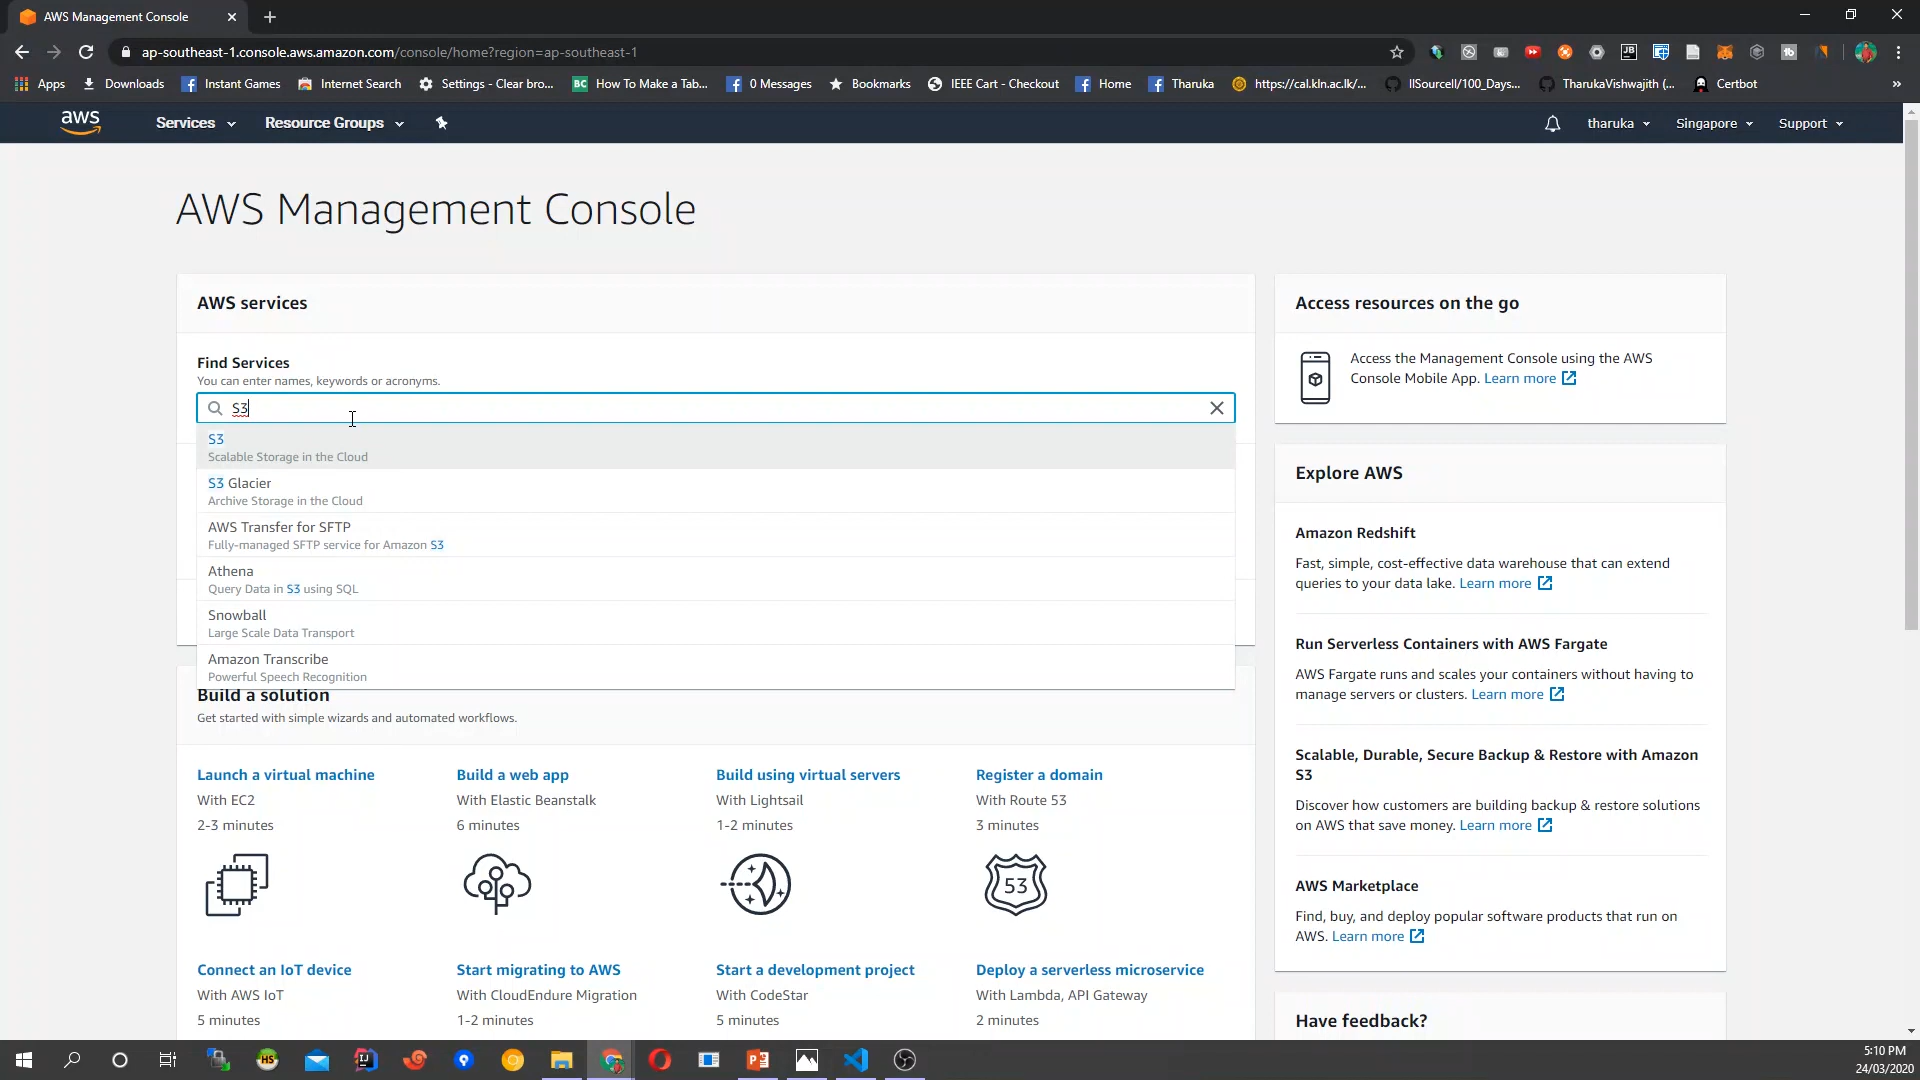 AWS Management Console
ap-southeast-1.console.aws.amazon.com/console/home?region=ap-southeast-1
Apps
Downloads
Instant Games
Internet Search
Settings - Clear bro...
BC
How To Make a Tab...
0 Messages
Bookmarks
IEEE Cart - Checkout
Home
Tharuka
https://cal.kln.ac.lk/...
llSourcell/100_Days...
TharukaVishwajith (...
Certbot
aws
Services
Resource Groups
tharuka
Singapore
Support
AWS Management Console
AWS services
Find Services
You can enter names, keywords or acronyms.
S3
S3
Scalable Storage in the Cloud
S3 Glacier
Archive Storage in the Cloud
AWS Transfer for SFTP
Fully-managed SFTP service for Amazon S3
Athena
Query Data in S3 using SQL
Snowball
Large Scale Data Transport
Amazon Transcribe
Powerful Speech Recognition
Build a solution
Get started with simple wizards and automated workflows.
Launch a virtual machine
With EC2
2-3 minutes
Build a web app
With Elastic Beanstalk
6 minutes
Build using virtual servers
With Lightsail
1-2 minutes
Register a domain
With Route 53
3 minutes
53
Connect an IoT device
With AWS IoT
5 minutes
Start migrating to AWS
With CloudEndure Migration
1-2 minutes
Start a development project
With CodeStar
5 minutes
Deploy a serverless microservice
With Lambda, API Gateway
2 minutes
Access resources on the go
Access the Management Console using the AWS
Console Mobile App. Learn more
Explore AWS
Amazon Redshift
Fast, simple, cost-effective data warehouse that can extend
queries to your data lake. Learn more
Run Serverless Containers with AWS Fargate
AWS Fargate runs and scales your containers without having to
manage servers or clusters. Learn more
Scalable, Durable, Secure Backup & Restore with Amazon
S3
Discover how customers are building backup & restore solutions
on AWS that save money. Learn more
AWS Marketplace
Find, buy, and deploy popular software products that run on
AWS. Learn more
Have feedback?
5:10 PM
24/03/2020